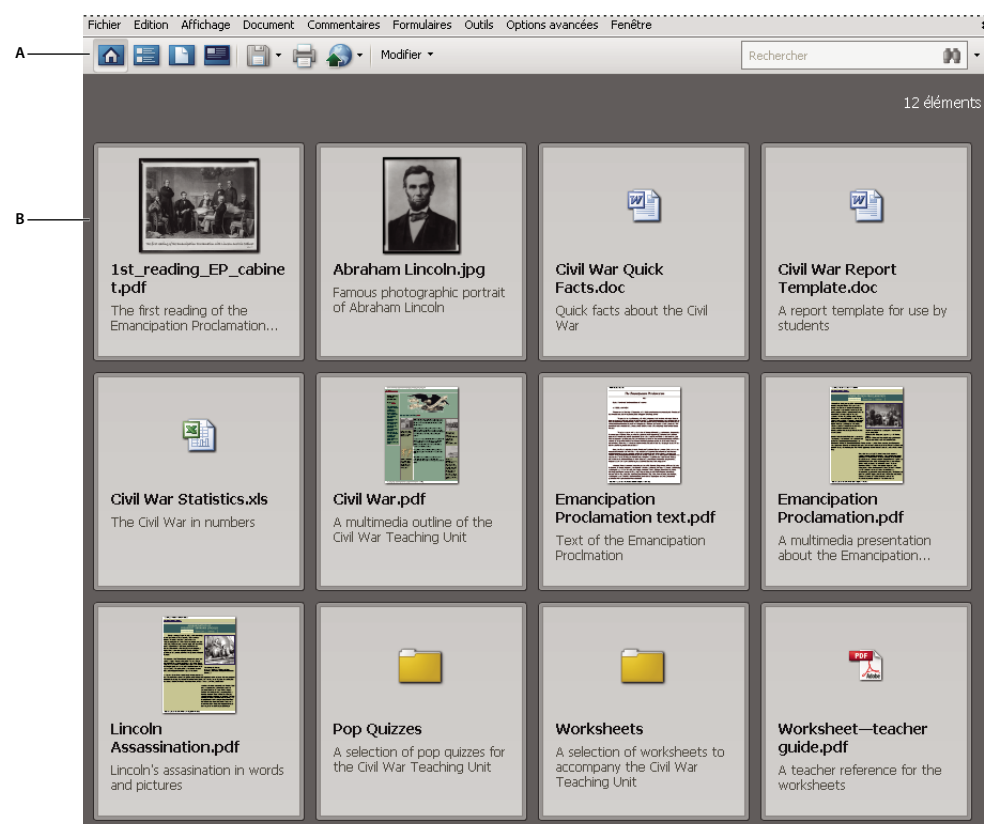 Fichier Edition Affichage Document Commentaires Formulaires Outils Options avancées Fenêtre
A
Modifier
Rechercher
12 éléments
B
1st_reading_EP_cabine
t.pdf
The first reading of the
Emancipation Proclamation...
Abraham Lincoln.jpg
Famous photographic portrait
of Abraham Lincoln
Civil War Quick
Facts.doc
Quick facts about the Civil
War
Civil War Report
Template.doc
A report template for use by
students
Civil War Statistics.xls
The Civil War in numbers
Civil War.pdf
A multimedia outline of the
Civil War Teaching Unit
Emancipation
Proclamation text.pdf
Text of the Emancipation
Proclmation
Emancipation
Proclamation.pdf
A multimedia presentation
about the Emancipation...
Lincoln
Assassination.pdf
Lincoln's assasination in words
and pictures
Pop Quizzes
A selection of pop quizzes for
the Civil War Teaching Unit
Worksheets
A selection of worksheets to
accompany the Civil War
Teaching Unit
PDF
Adobe
Worksheet—teacher
guide.pdf
A teacher reference for the
worksheets